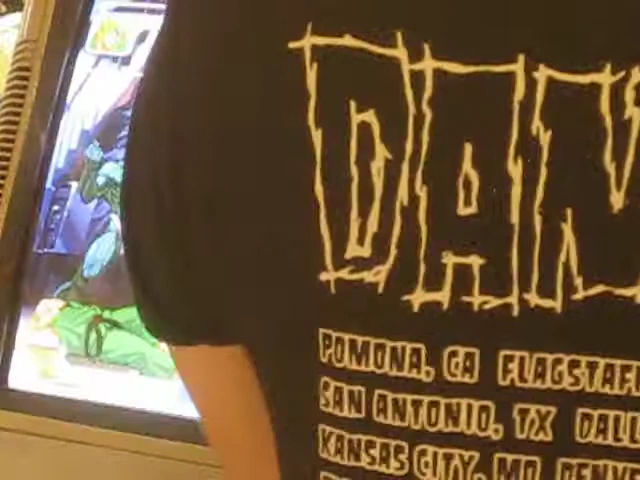 DAN
POMONA, CA FLAGSTAFF
SAN ANTONIO, TX DALL
KANSAS CITY, MO DENVE